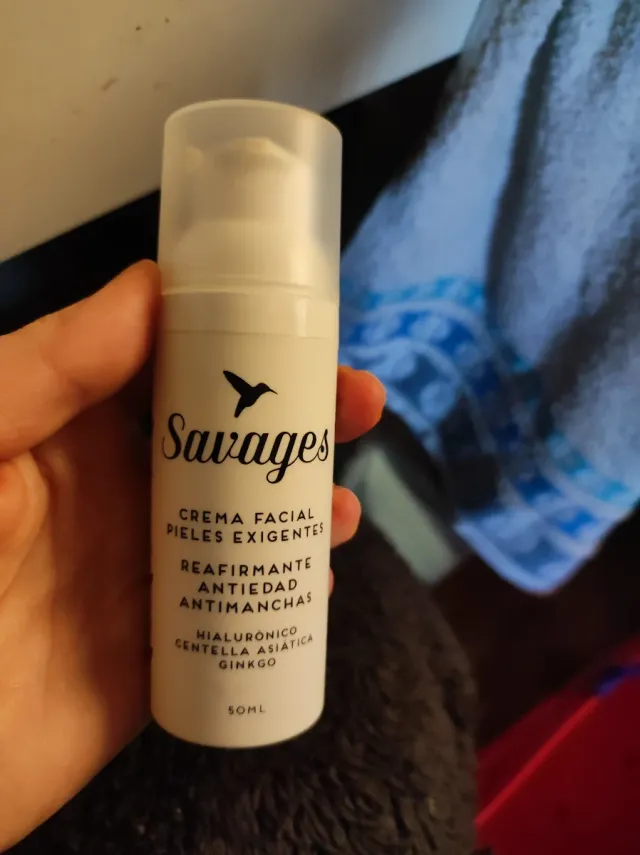 Savages
CREMA FACIAL
PIELES EXIGENTES
REAFIRMANTE
ANTIEDAD
ANTIMANCHAS
HIALURÓNICO
CENTELLA ASIÁTICA
GINKGO
50ML